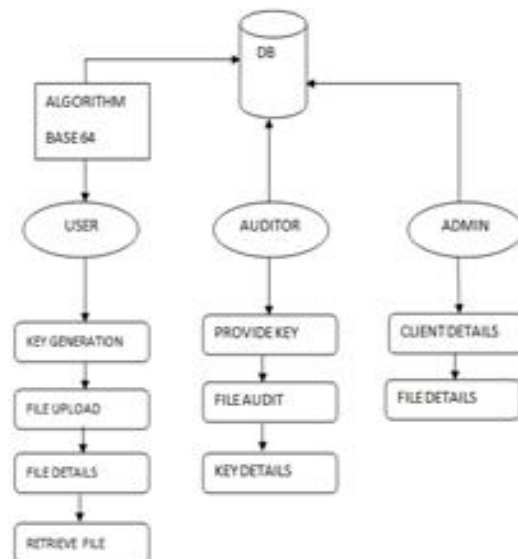 DB
ALGORITHM
BASE 64
USER
AUDITOR
ADMIN
KEY GENERATION
PROVIDE KEY
CLIENT DETAILS
FILE UPLOAD
FILE AUDIT
FILE DETAILS
FILE DETAILS
KEY DETAILS
RETRIEVE FILE